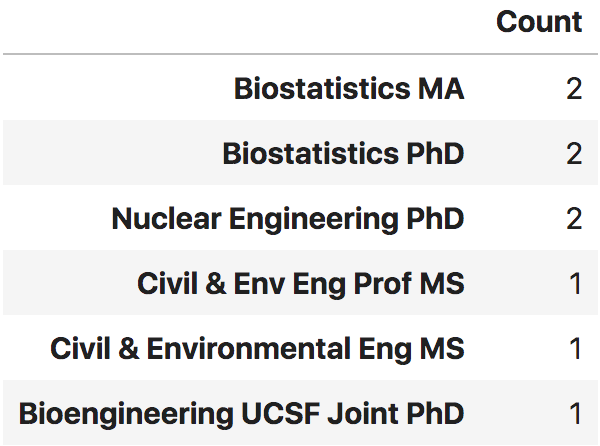 Count
Biostatistics MA 2
Biostatistics PhD 2
Nuclear Engineering PhD 2
Civil & Env Eng Prof MS 1
Civil & Environmental Eng MS 1
Bioengineering UCSF Joint PhD 1